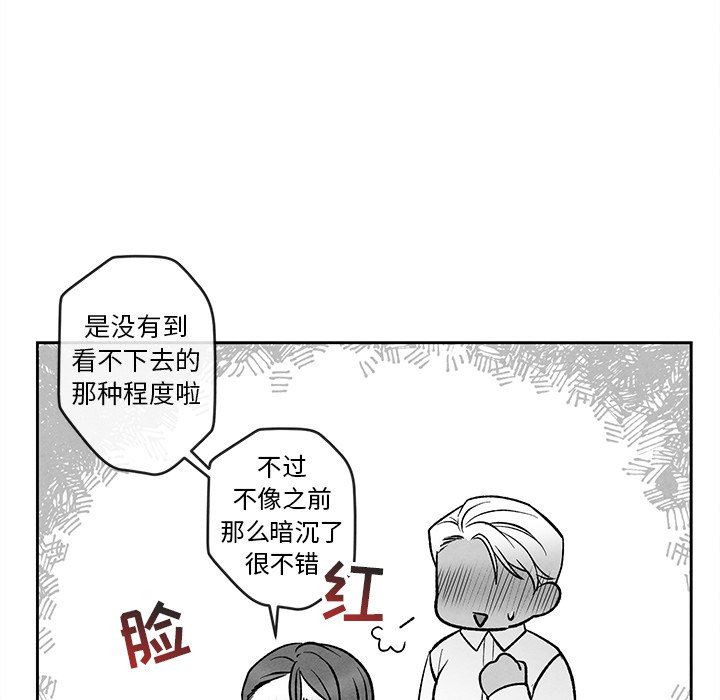 是没有到
看不下去的
那种程度啦
不过
不像之前
那么暗沉了
很不错
脸红